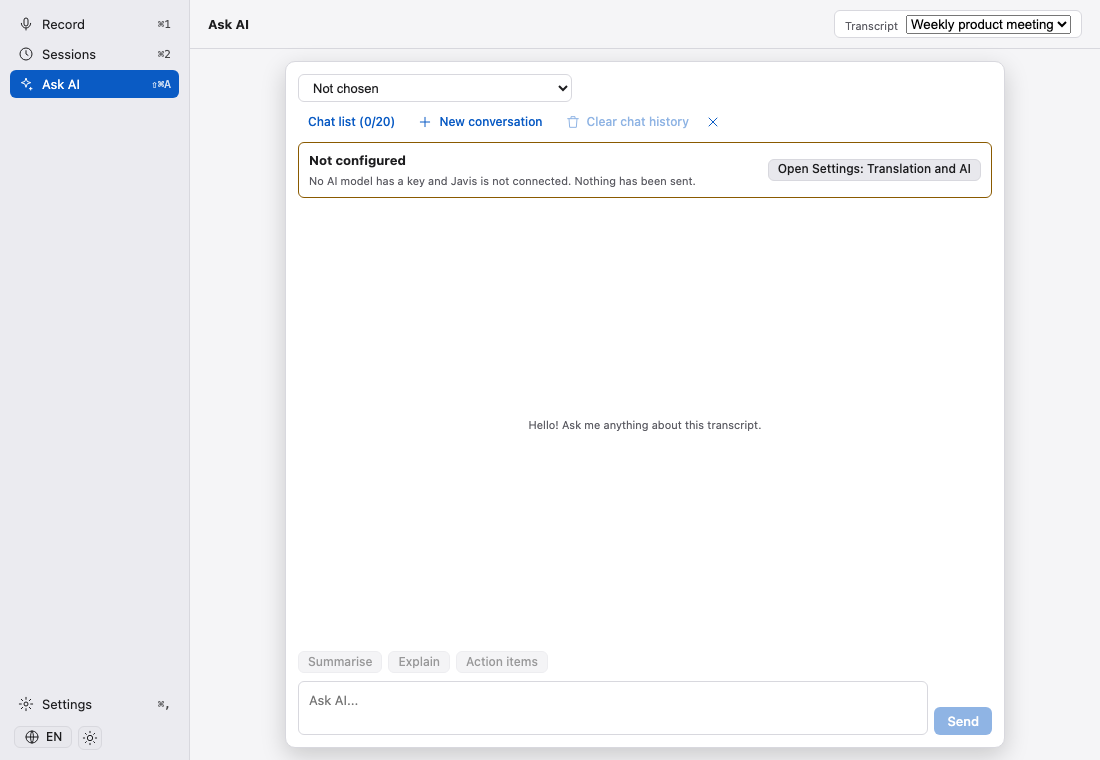 Record ⌘1
Sessions ⌘2
Ask AI ⇧⌘A
Ask AI
Transcript Weekly product meeting
Not chosen
Chat list (0/20) New conversation Clear chat history
Not configured
No AI model has a key and Javis is not connected. Nothing has been sent.
Open Settings: Translation and AI
Hello! Ask me anything about this transcript.
Summarise Explain Action items
Ask AI...
Send
Settings ⌘,
EN